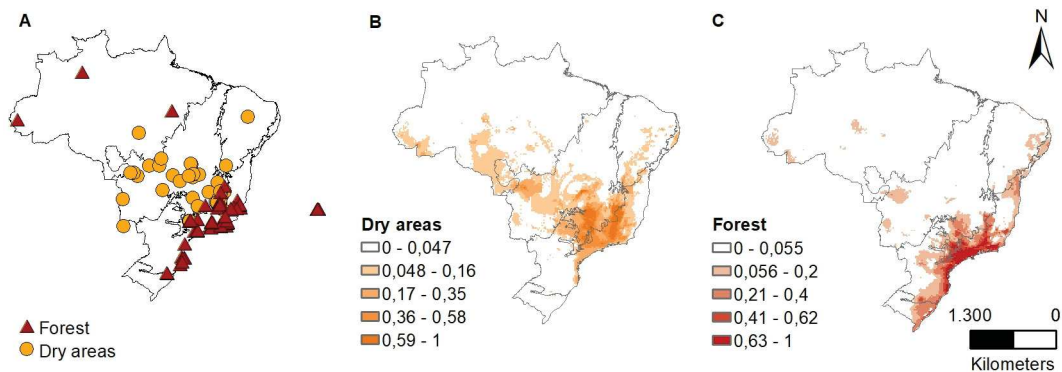 A
Forest
Dry areas
B
Dry areas
0 - 0,047
0,048 - 0,16
0,17 - 0,35
0,36 - 0,58
0,59 - 1
C
Forest
0 - 0,055
0,056 - 0,2
0,21 - 0,4
0,41 - 0,62
0,63 - 1
N
1.300 0
Kilometers